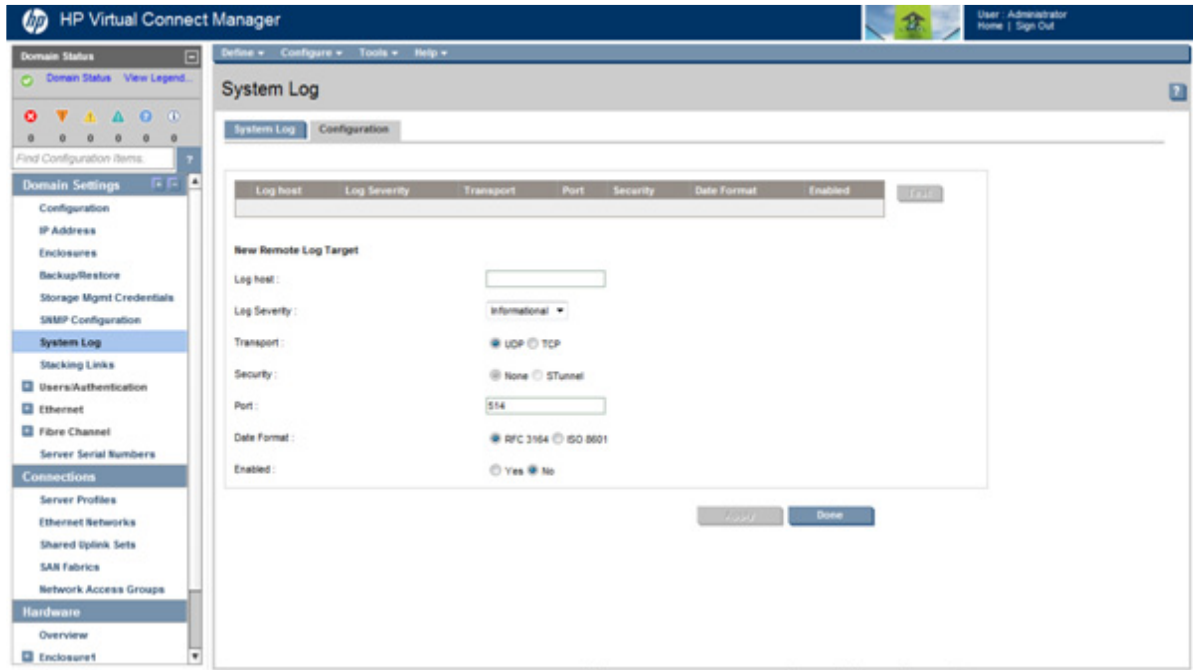 hp HP Virtual Connect Manager
User : Administrator
Home | Sign Out
Domain Status
Define Configure Tools Help
Domain Status View Legend...
System Log
?
0 0 0 0 0 0
System Log Configuration
Find Configuration Items. ?
Domain Settings
Configuration
IP Address
Enclosures
Backup/Restore
Storage Mgmt Credentials
SNMP Configuration
System Log
Stacking Links
Users/Authentication
Ethernet
Fibre Channel
Server Serial Numbers
Connections
Server Profiles
Ethernet Networks
Shared Uplink Sets
SAN Fabrics
Network Access Groups
Hardware
Overview
Enclosure1
Log host Log Severity Transport Port Security Date Format Enabled
Test
New Remote Log Target
Log host :
Log Severity : Informational
Transport : UDP TCP
Security : None STunnel
Port : 514
Date Format : RFC 3164 ISO 8601
Enabled : Yes No
Apply Done